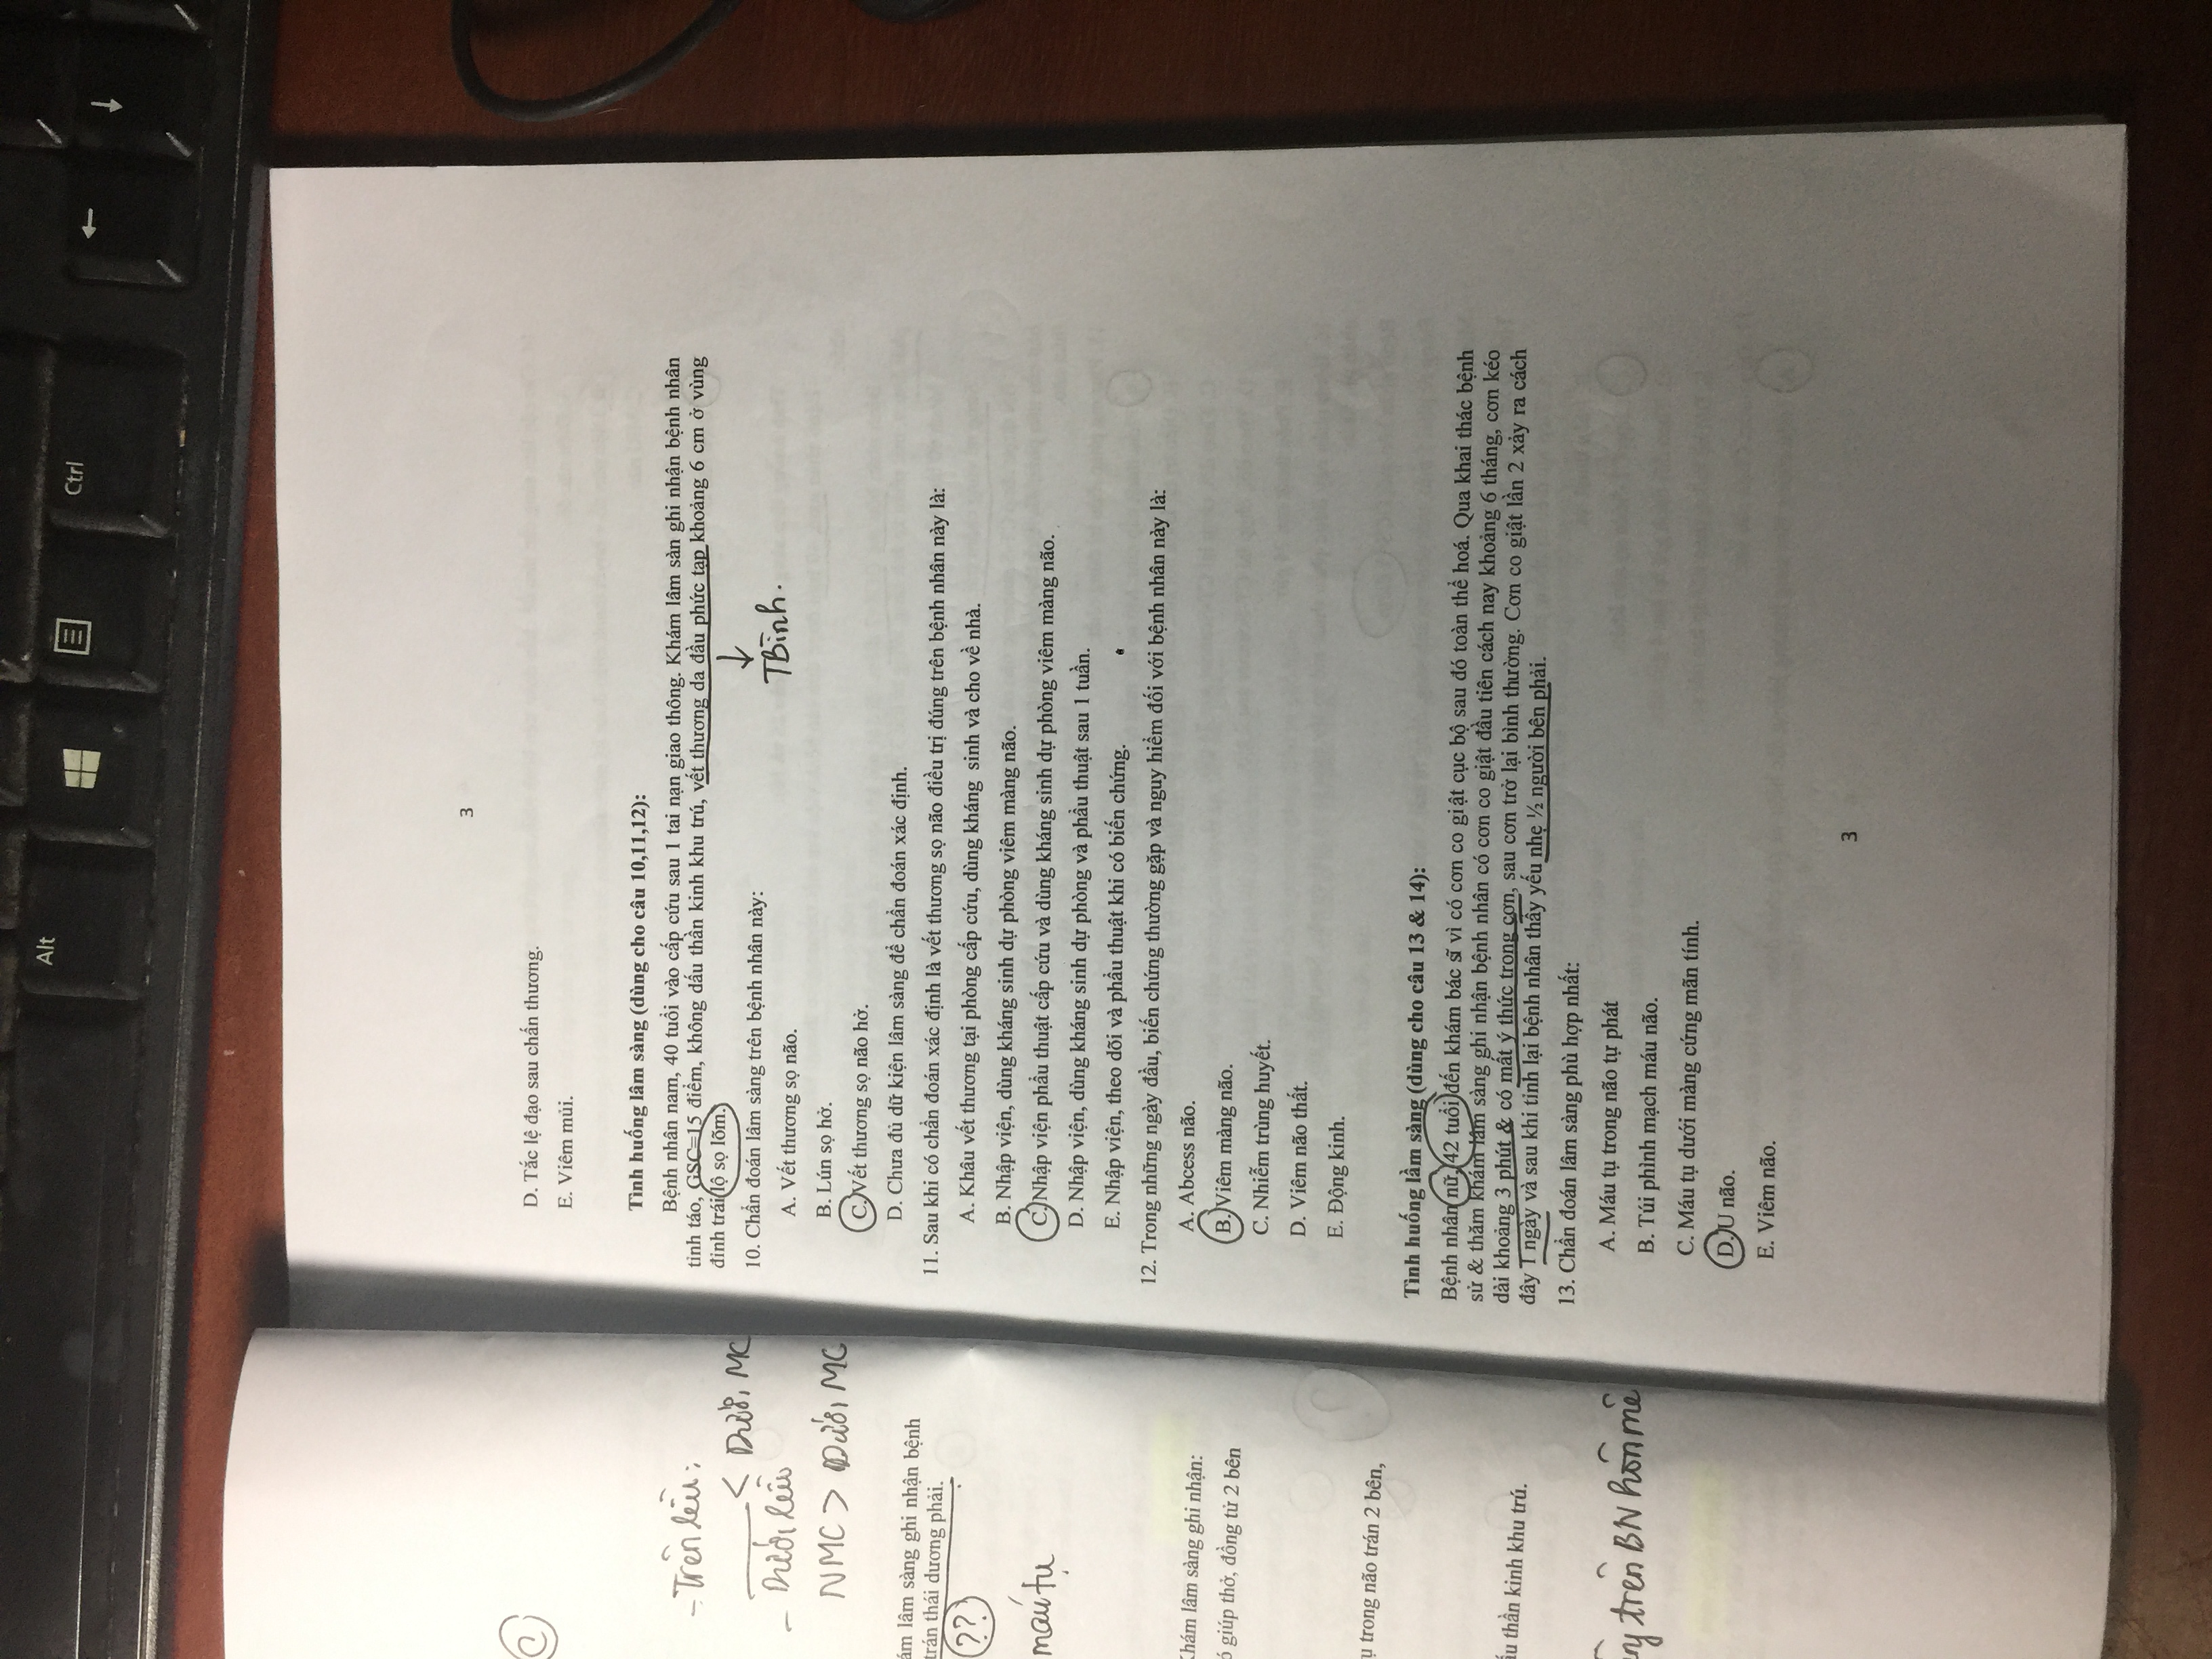 Alt
Ctrl
- Trên lều:
< Dưới MC
- Dưới lều
NMC > Dưới MC
ám lâm sàng ghi nhận bệnh
trán thái dương phải.
??
máu tụ
Khám lâm sàng ghi nhận:
ó giúp thở, đồng tử 2 bên
ụ trong não trán 2 bên,
ấu thần kinh khu trú.
trên BN hôn mê
3
D. Tắc lệ đạo sau chấn thương.
E. Viêm mủi.
Tình huống lâm sàng (dùng cho câu 10,11,12):
Bệnh nhân nam, 40 tuổi vào cấp cứu sau 1 tai nạn giao thông. Khám lâm sàn ghi nhận bệnh nhân
tỉnh táo, GSC=15 điểm, không dấu thần kinh khu trú, vết thương da đầu phức tạp khoảng 6 cm ở vùng
đỉnh trái lộ sọ lõm.
TBình.
10. Chẩn đoán lâm sàng trên bệnh nhân này:
A. Vết thương sọ não.
B. Lún sọ hở.
C. Vết thương sọ não hở.
D. Chưa đủ dữ kiện lâm sàng để chẩn đoán xác định.
11. Sau khi có chẩn đoán xác định là vết thương sọ não điều trị đúng trên bệnh nhân này là:
A. Khâu vết thương tại phòng cấp cứu, dùng kháng sinh và cho về nhà.
B. Nhập viện, dùng kháng sinh dự phòng viêm màng não.
C. Nhập viện phẩu thuật cấp cứu và dùng kháng sinh dự phòng viêm màng não.
D. Nhập viện, dùng kháng sinh dự phòng và phẩu thuật sau 1 tuần.
E. Nhập viện, theo dõi và phẩu thuật khi có biến chứng.
12. Trong những ngày đầu, biến chứng thường gặp và nguy hiểm đối với bệnh nhân này là:
A. Abcess não.
B. Viêm màng não.
C. Nhiễm trùng huyết.
D. Viêm não thất.
E. Động kinh.
Tình huống lầm sàng (dùng cho câu 13 & 14):
Bệnh nhân nữ, 42 tuổi đến khám bác sĩ vì có cơn co giật cục bộ sau đó toàn thể hoá. Qua khai thác bệnh
sử & thăm khám lâm sàng ghi nhận bệnh nhân có cơn co giật đầu tiên cách nay khoảng 6 tháng, cơn kéo
dài khoảng 3 phút & có mất ý thức trong cơn, sau cơn trở lại bình thường. Cơn co giật lần 2 xảy ra cách
đây 1 ngày và sau khi tỉnh lại bệnh nhân thấy yếu nhẹ ½ người bên phải.
13. Chẩn đoán lâm sàng phù hợp nhất:
A. Máu tụ trong não tự phát
B. Túi phình mạch máu não.
C. Máu tụ dưới màng cứng mãn tính.
D. U não.
E. Viêm não.
3